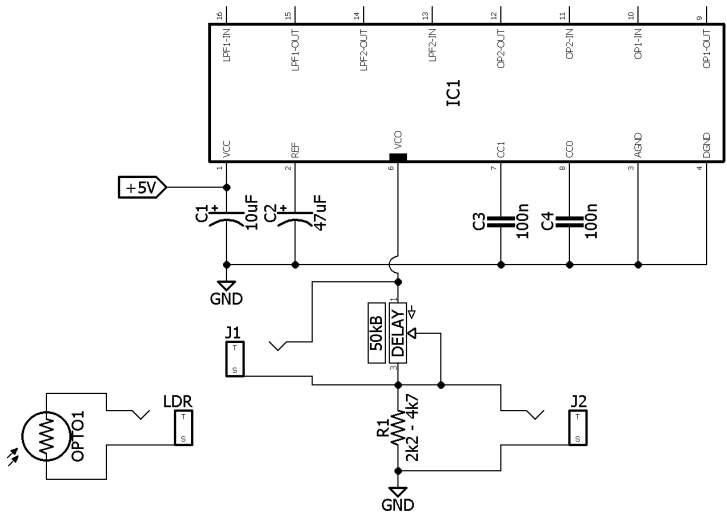 16 15 14 13 12 11 10 9
LPF1-IN LPF1-OUT LPF2-OUT LPF2-IN OP2-OUT OP2-IN OP1-IN OP1-OUT
IC1
VCC REF VCO CC1 CC0 AGND DGND
1 2 6 7 8 3 4
+5V
C1 + 10uF
C2 + 47uF
C3 100n
C4 100n
GND
J1
T
S
1
50kB
DELAY
3
LDR
T
S
OPTO1
R1
2k2 - 4k7
J2
T
S
GND